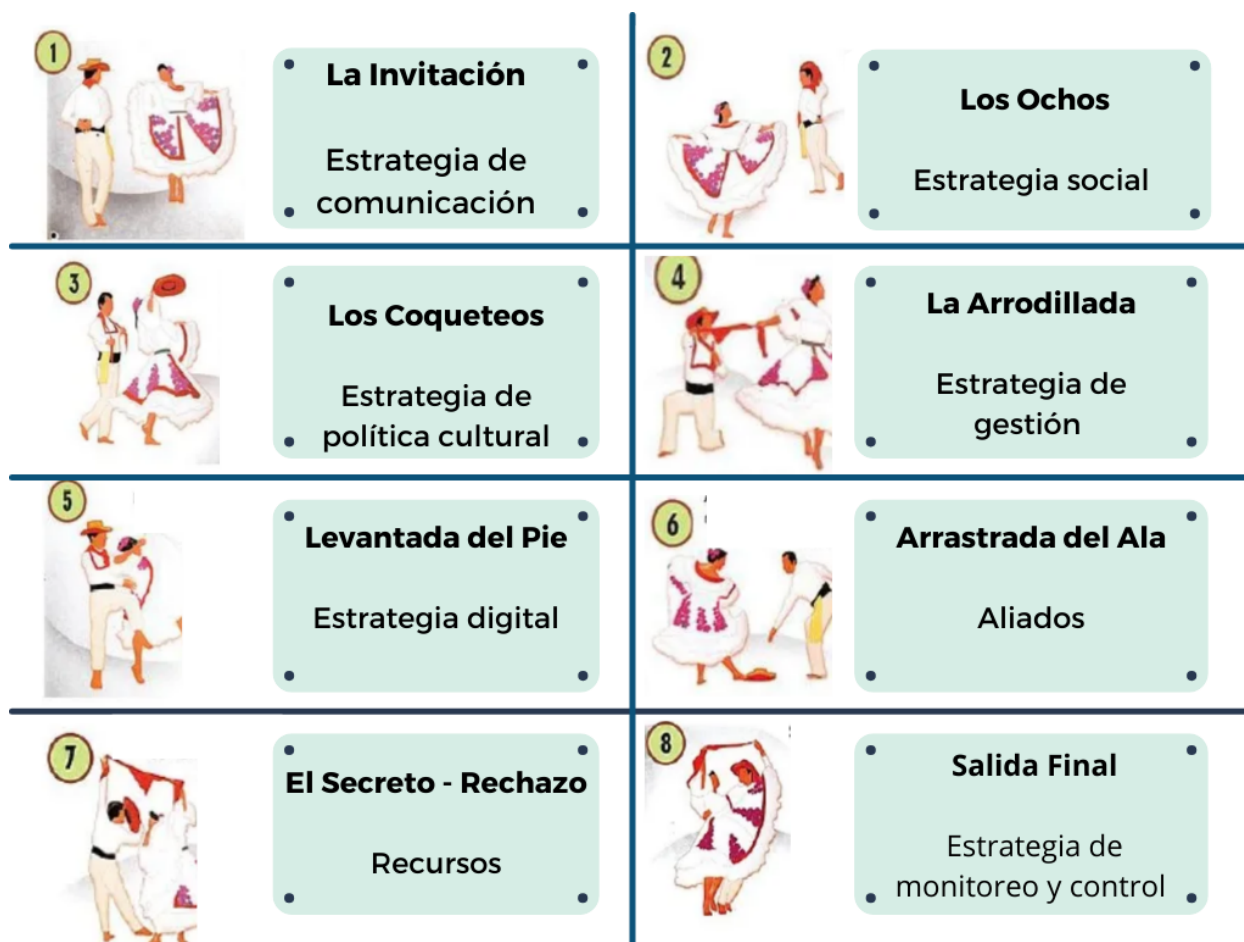 1
La Invitación
Estrategia de
comunicación
2
Los Ochos
Estrategia social
3
Los Coqueteos
Estrategia de
política cultural
4
La Arrodillada
Estrategia de
gestión
5
Levantada del Pie
Estrategia digital
6
Arrastrada del Ala
Aliados
7
El Secreto - Rechazo
Recursos
8
Salida Final
Estrategia de
monitoreo y control